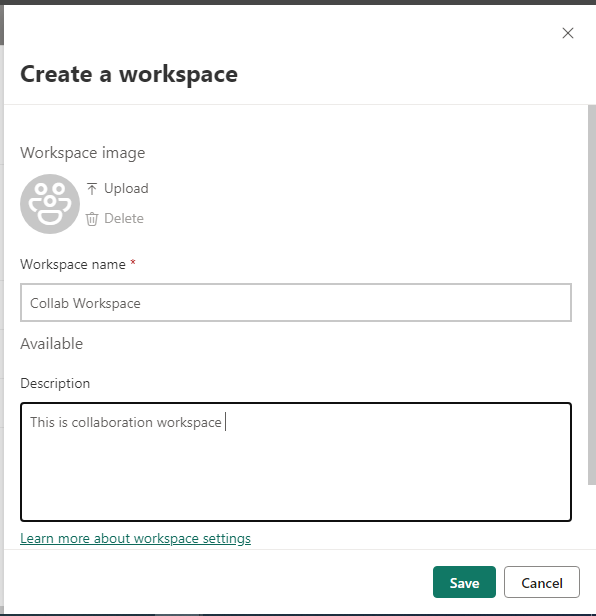 Create a workspace
Workspace image
Upload
Delete
Workspace name *
Collab Workspace
Available
Description
This is collaboration workspace
Learn more about workspace settings
Save
Cancel